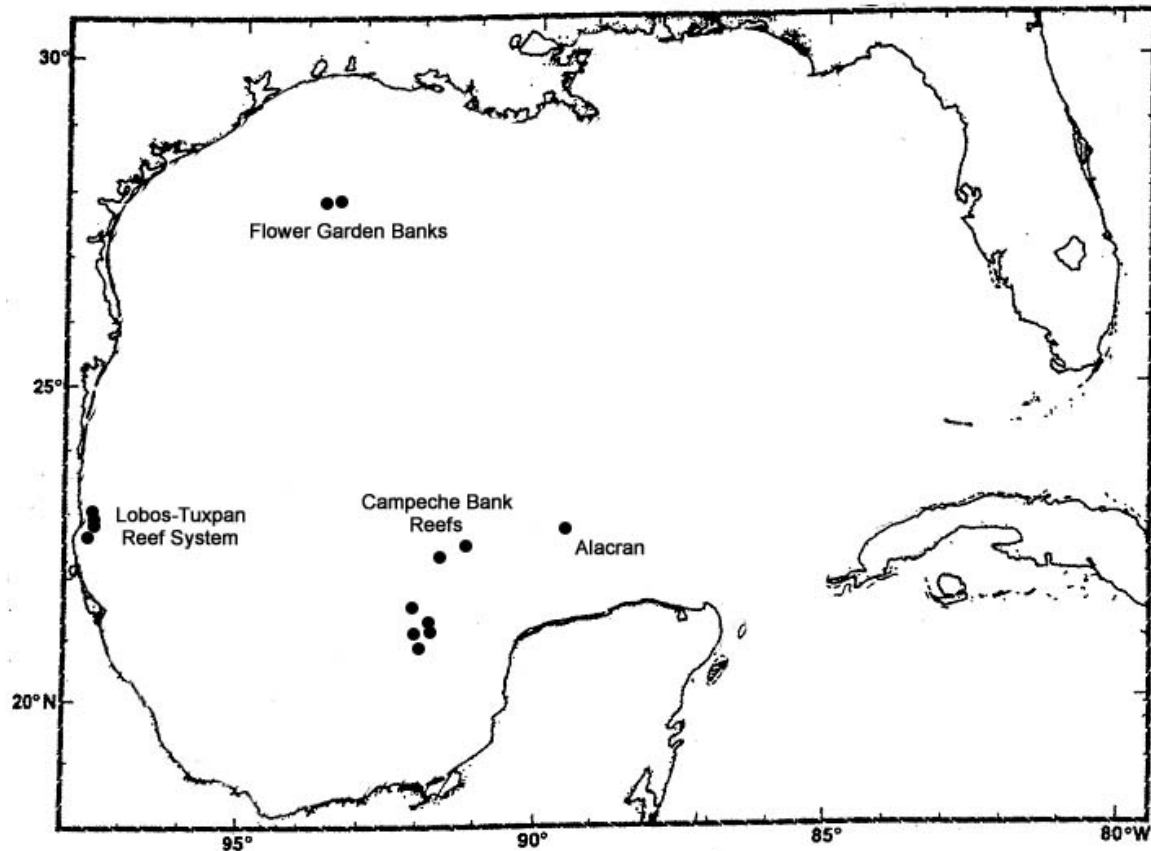 30°
Flower Garden Banks
25°
Campeche Bank
Reefs
Lobos-Tuxpan
Reef System
Alacran
20°N
95°
90°
85°
80°W